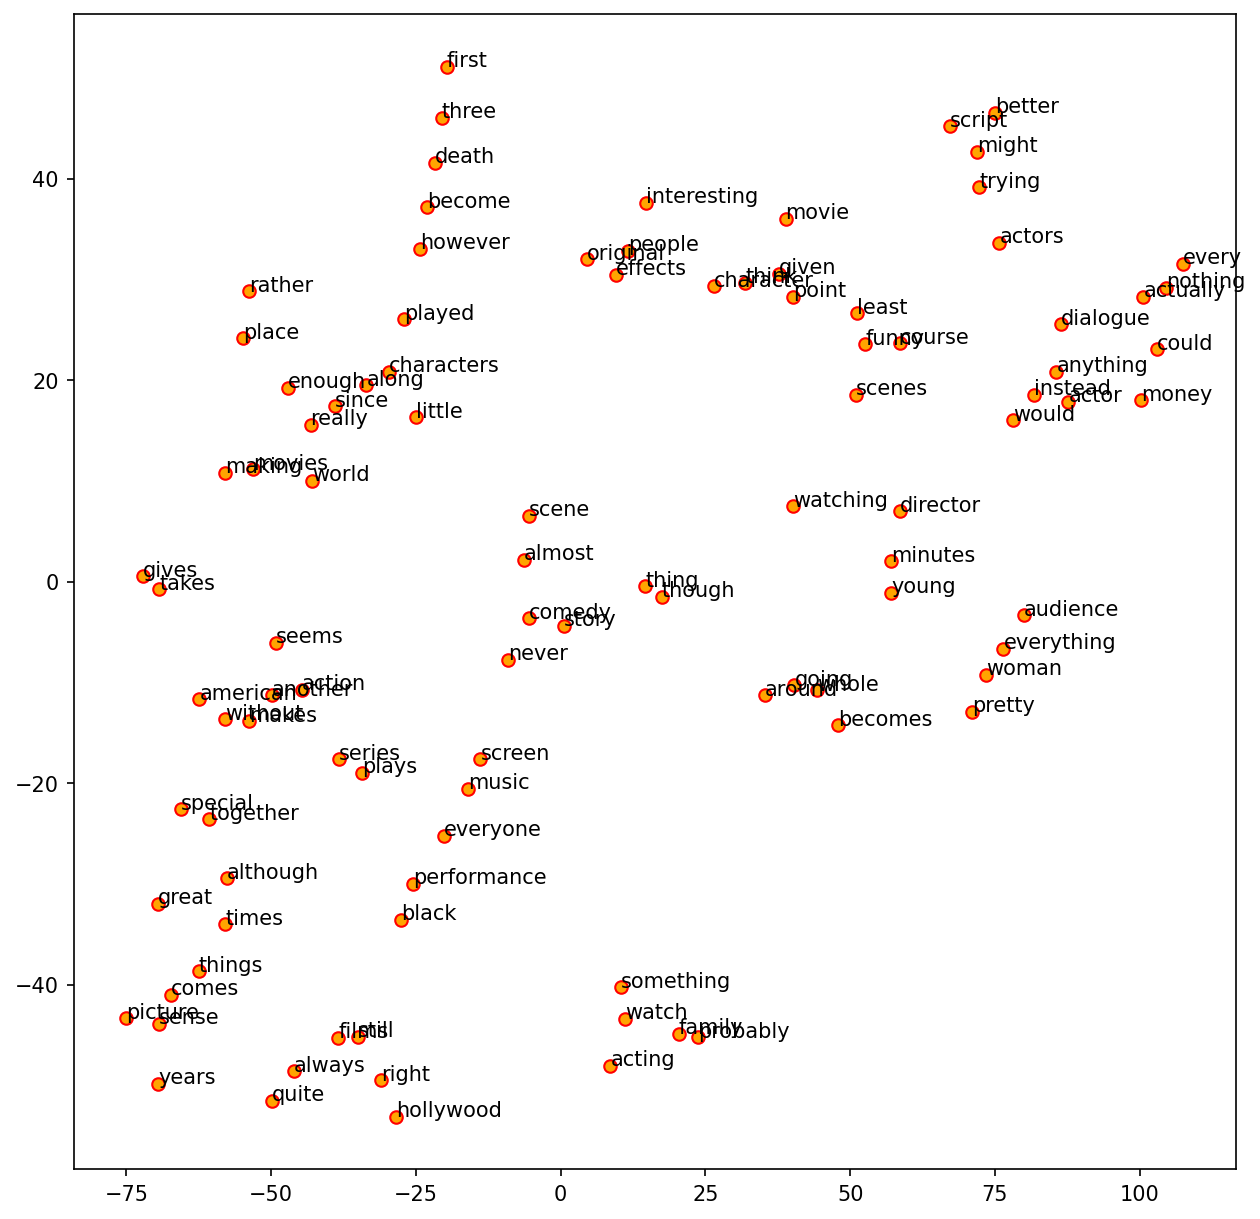 first
better
three
script
might
death
trying
become
interesting
movie
actors
however
people
original
every
effects
given
think
character
nothing
rather
point
actually
played
least
dialogue
place
funny
course
could
characters
anything
enough
along
since
scenes
instead
actor
money
little
really
would
making
movies
world
watching
scene
director
almost
minutes
gives
takes
thing
though
young
comedy
story
audience
seems
everything
never
woman
american
another
action
going
around
whole
without
makes
pretty
becomes
series
plays
screen
special
together
music
everyone
although
performance
great
times
black
things
comes
something
picture
sense
watch
films
still
family
probably
always
right
acting
years
quite
hollywood
40
20
0
−20
−40
−75
−50
−25
0
25
50
75
100